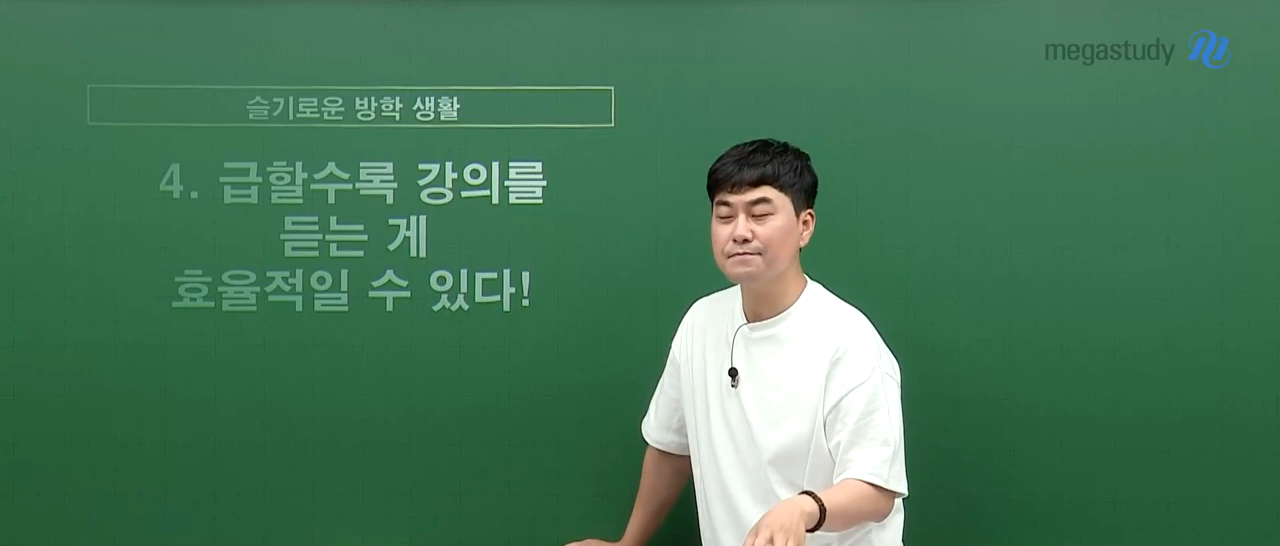 megastudy
슬기로운 방학 생활
4. 급할수록 강의를
듣는 게
효율적일 수 있다!